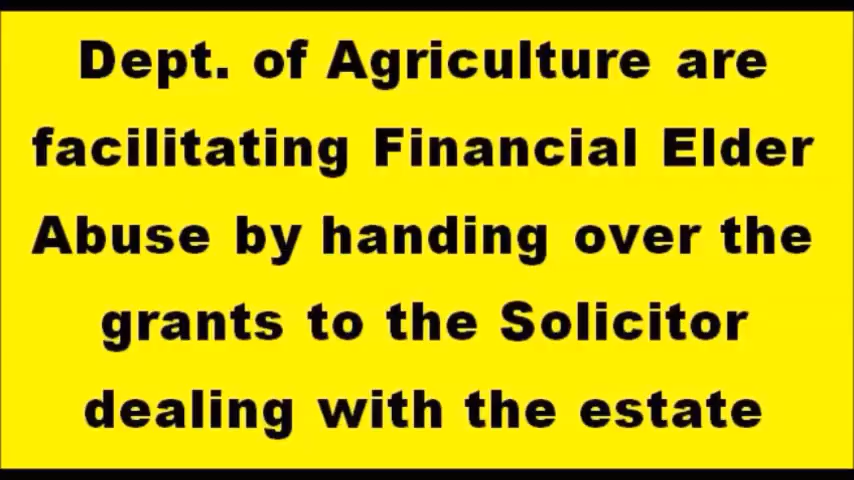 Dept. of Agriculture are
facilitating Financial Elder
Abuse by handing over the
grants to the Solicitor
dealing with the estate